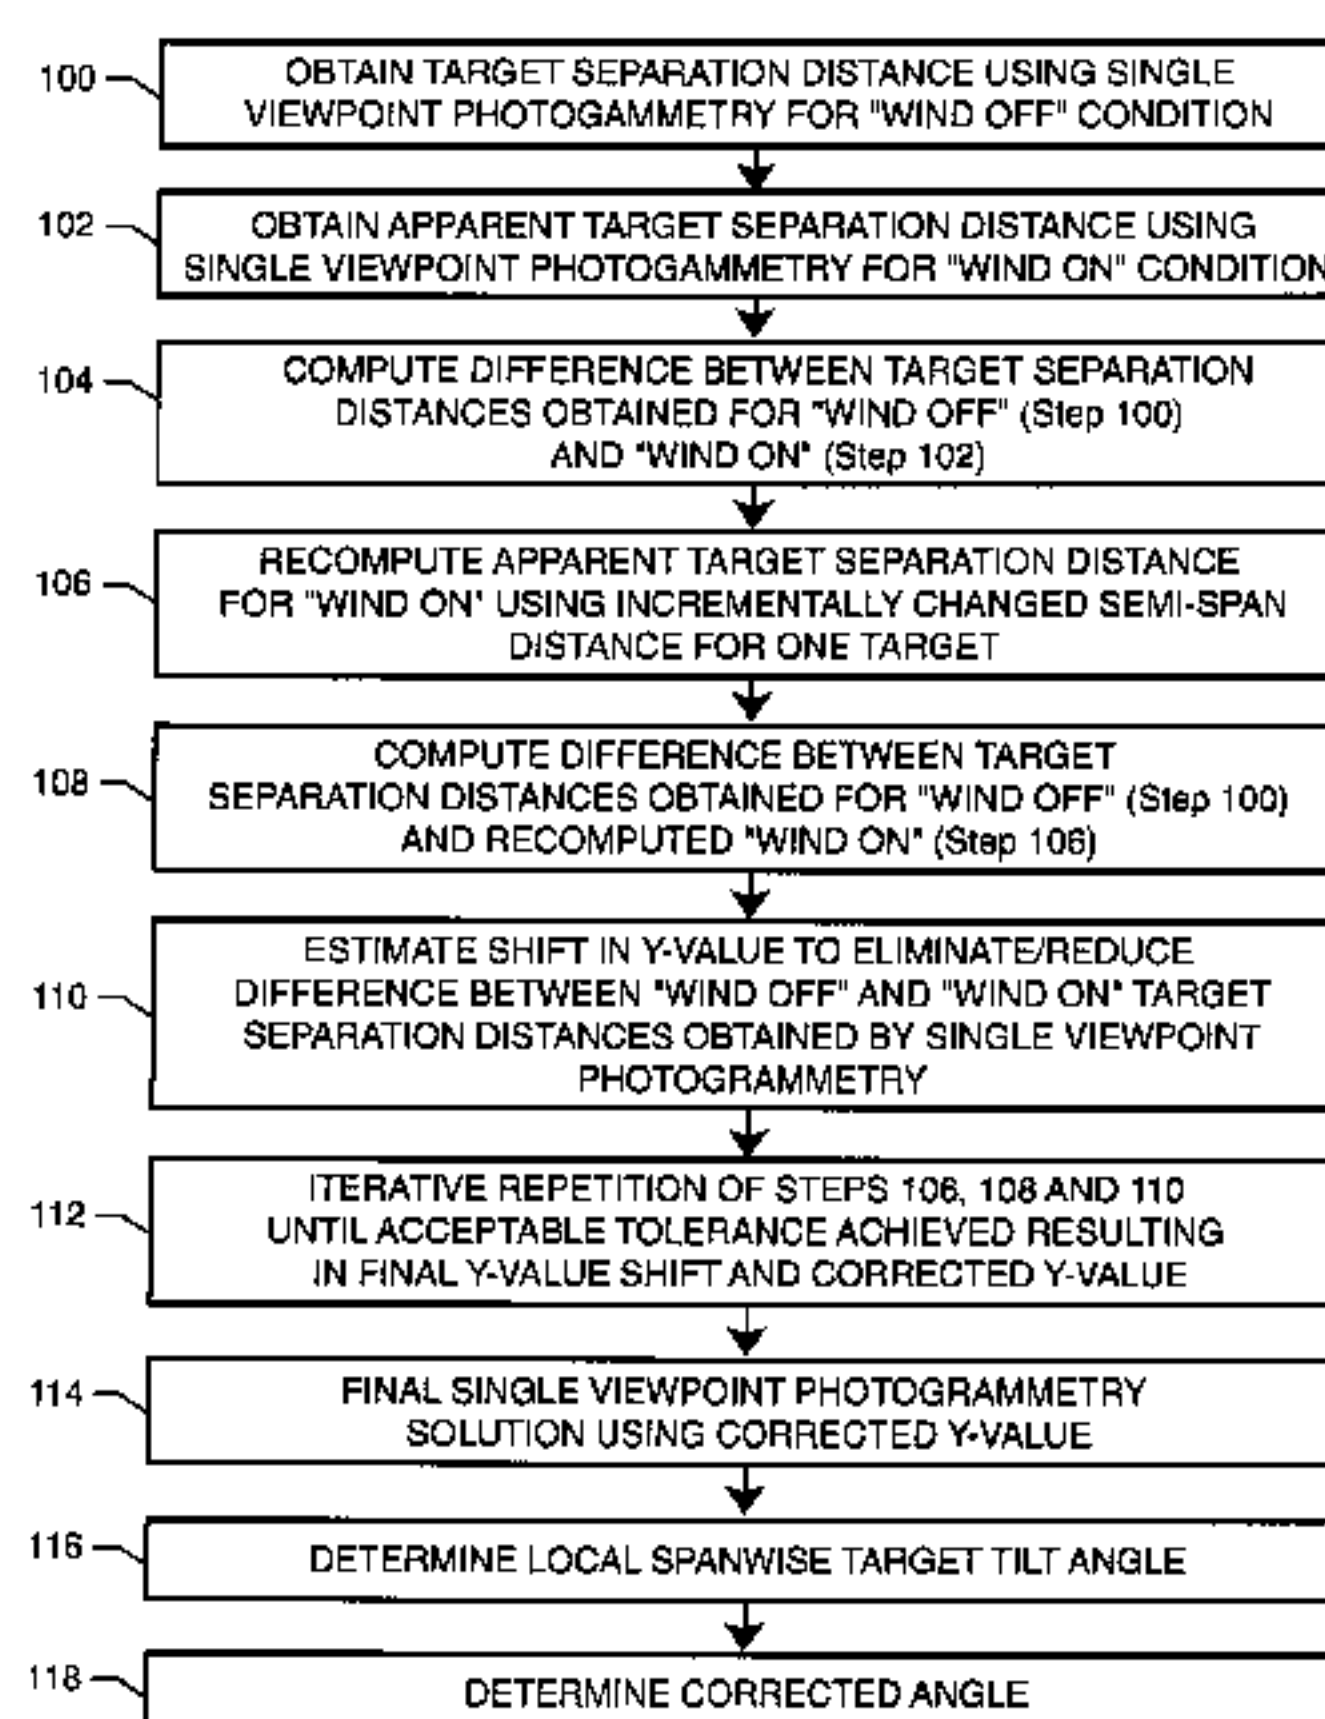 100
OBTAIN TARGET SEPARATION DISTANCE USING SINGLE
VIEWPOINT PHOTOGAMMETRY FOR "WIND OFF" CONDITION
102
OBTAIN APPARENT TARGET SEPARATION DISTANCE USING
SINGLE VIEWPOINT PHOTOGAMMETRY FOR "WIND ON" CONDITION
104
COMPUTE DIFFERENCE BETWEEN TARGET SEPARATION
DISTANCES OBTAINED FOR "WIND OFF" (Step 100)
AND "WIND ON" (Step 102)
106
RECOMPUTE APPARENT TARGET SEPARATION DISTANCE
FOR "WIND ON" USING INCREMENTALLY CHANGED SEMI-SPAN
DISTANCE FOR ONE TARGET
108
COMPUTE DIFFERENCE BETWEEN TARGET
SEPARATION DISTANCES OBTAINED FOR "WIND OFF" (Step 100)
AND RECOMPUTED "WIND ON" (Step 106)
110
ESTIMATE SHIFT IN Y-VALUE TO ELIMINATE/REDUCE
DIFFERENCE BETWEEN "WIND OFF" AND "WIND ON" TARGET
SEPARATION DISTANCES OBTAINED BY SINGLE VIEWPOINT
PHOTOGRAMMETRY
112
ITERATIVE REPETITION OF STEPS 106, 108 AND 110
UNTIL ACCEPTABLE TOLERANCE ACHIEVED RESULTING
IN FINAL Y-VALUE SHIFT AND CORRECTED Y-VALUE
114
FINAL SINGLE VIEWPOINT PHOTOGRAMMETRY
SOLUTION USING CORRECTED Y-VALUE
116
DETERMINE LOCAL SPANWISE TARGET TILT ANGLE
118
DETERMINE CORRECTED ANGLE